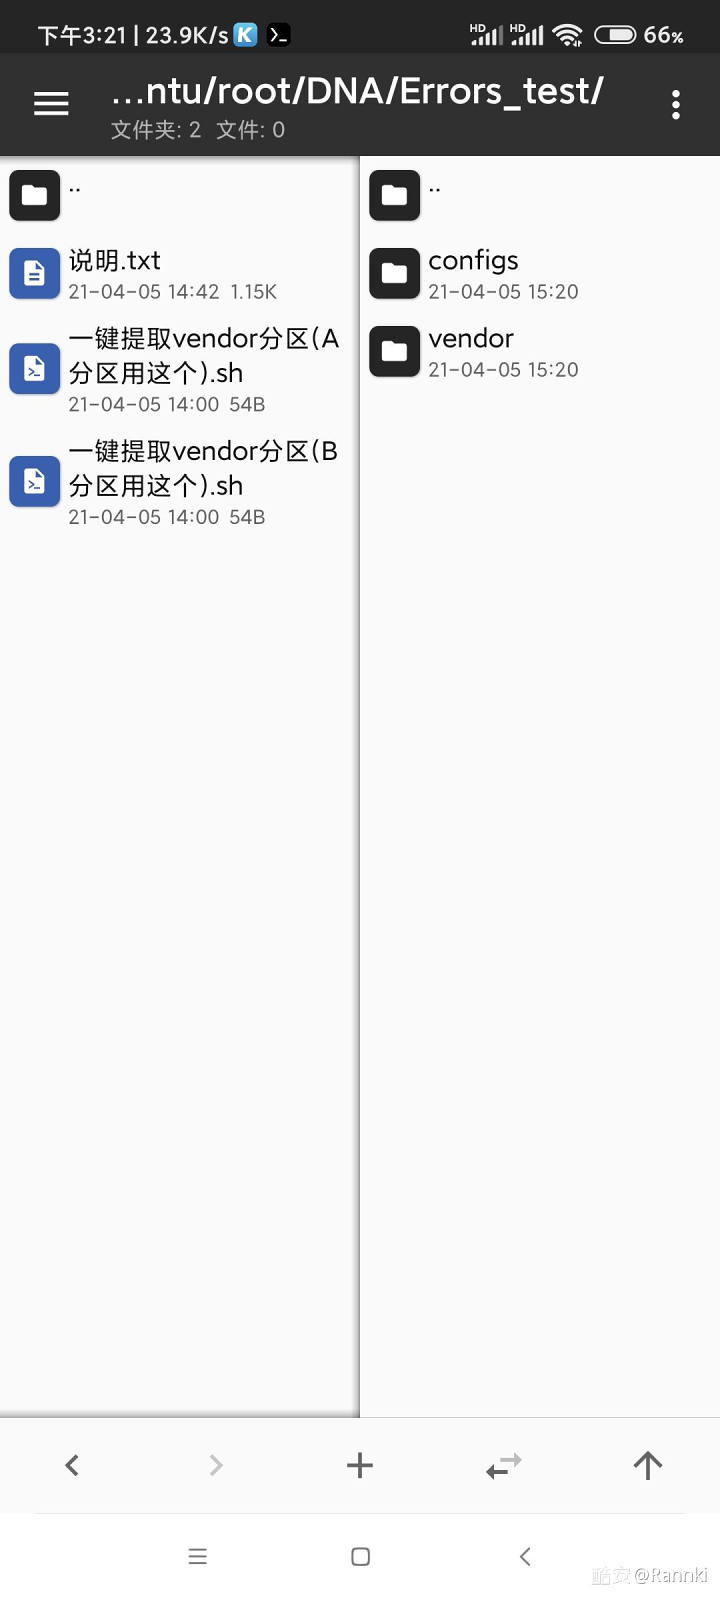 下午3:21 | 23.9K/s
HD HD 66%
...ntu/root/DNA/Errors_test/
文件夹: 2 文件: 0
..
说明.txt
21-04-05 14:42 1.15K
一键提取vendor分区(A
分区用这个).sh
21-04-05 14:00 54B
一键提取vendor分区(B
分区用这个).sh
21-04-05 14:00 54B
..
configs
21-04-05 15:20
vendor
21-04-05 15:20
酷安@Rannki